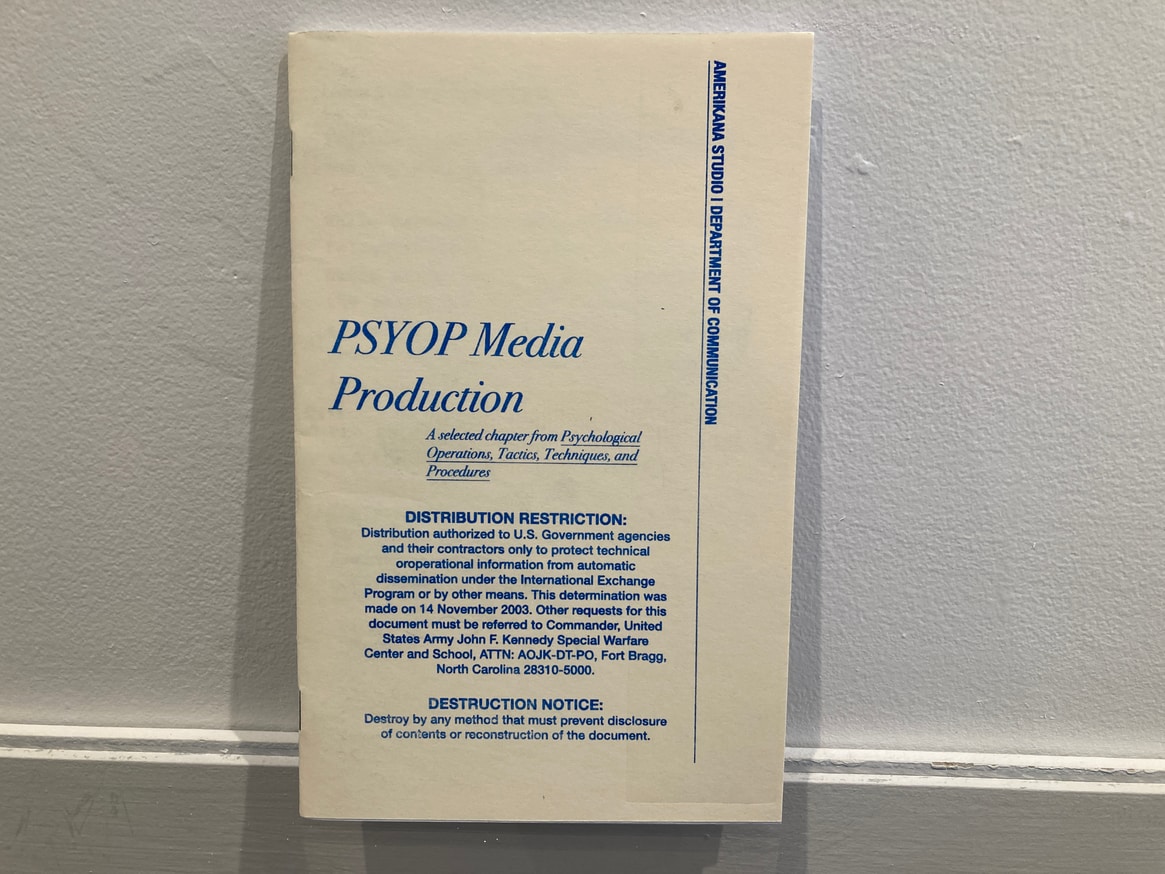 AMERIKANA STUDIO | DEPARTMENT OF COMMUNICATION
PSYOP Media
Production
A selected chapter from Psychological
Operations, Tactics, Techniques, and
Procedures
DISTRIBUTION RESTRICTION:
Distribution authorized to U.S. Government agencies
and their contractors only to protect technical
oroperational information from automatic
dissemination under the International Exchange
Program or by other means. This determination was
made on 14 November 2003. Other requests for this
document must be referred to Commander, United
States Army John F. Kennedy Special Warfare
Center and School, ATTN: AOJK-DT-PO, Fort Bragg,
North Carolina 28310-5000.
DESTRUCTION NOTICE:
Destroy by any method that must prevent disclosure
of contents or reconstruction of the document.